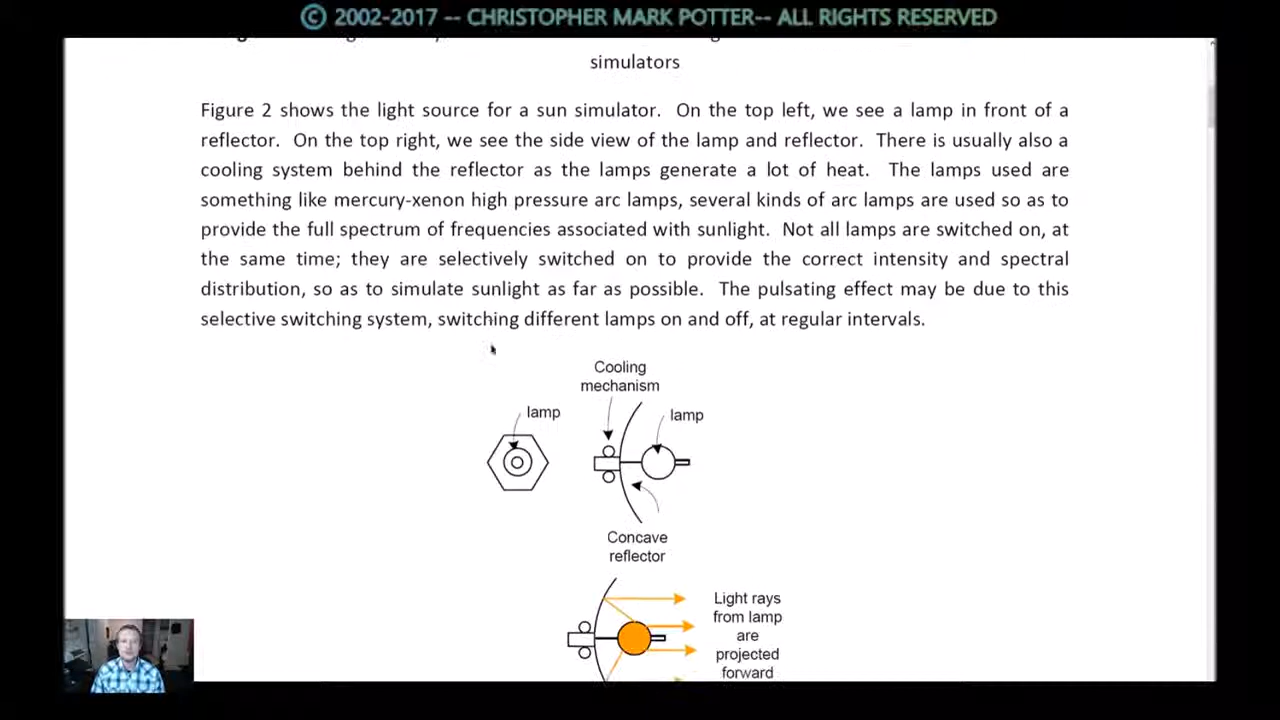 © 2002-2017 -- CHRISTOPHER MARK POTTER-- ALL RIGHTS RESERVED
simulators
Figure 2 shows the light source for a sun simulator. On the top left, we see a lamp in front of a
reflector. On the top right, we see the side view of the lamp and reflector. There is usually also a
cooling system behind the reflector as the lamps generate a lot of heat. The lamps used are
something like mercury-xenon high pressure arc lamps, several kinds of arc lamps are used so as to
provide the full spectrum of frequencies associated with sunlight. Not all lamps are switched on, at
the same time; they are selectively switched on to provide the correct intensity and spectral
distribution, so as to simulate sunlight as far as possible. The pulsating effect may be due to this
selective switching system, switching different lamps on and off, at regular intervals.
Cooling
mechanism
lamp
lamp
Concave
reflector
Light rays
from lamp
are
projected
forward